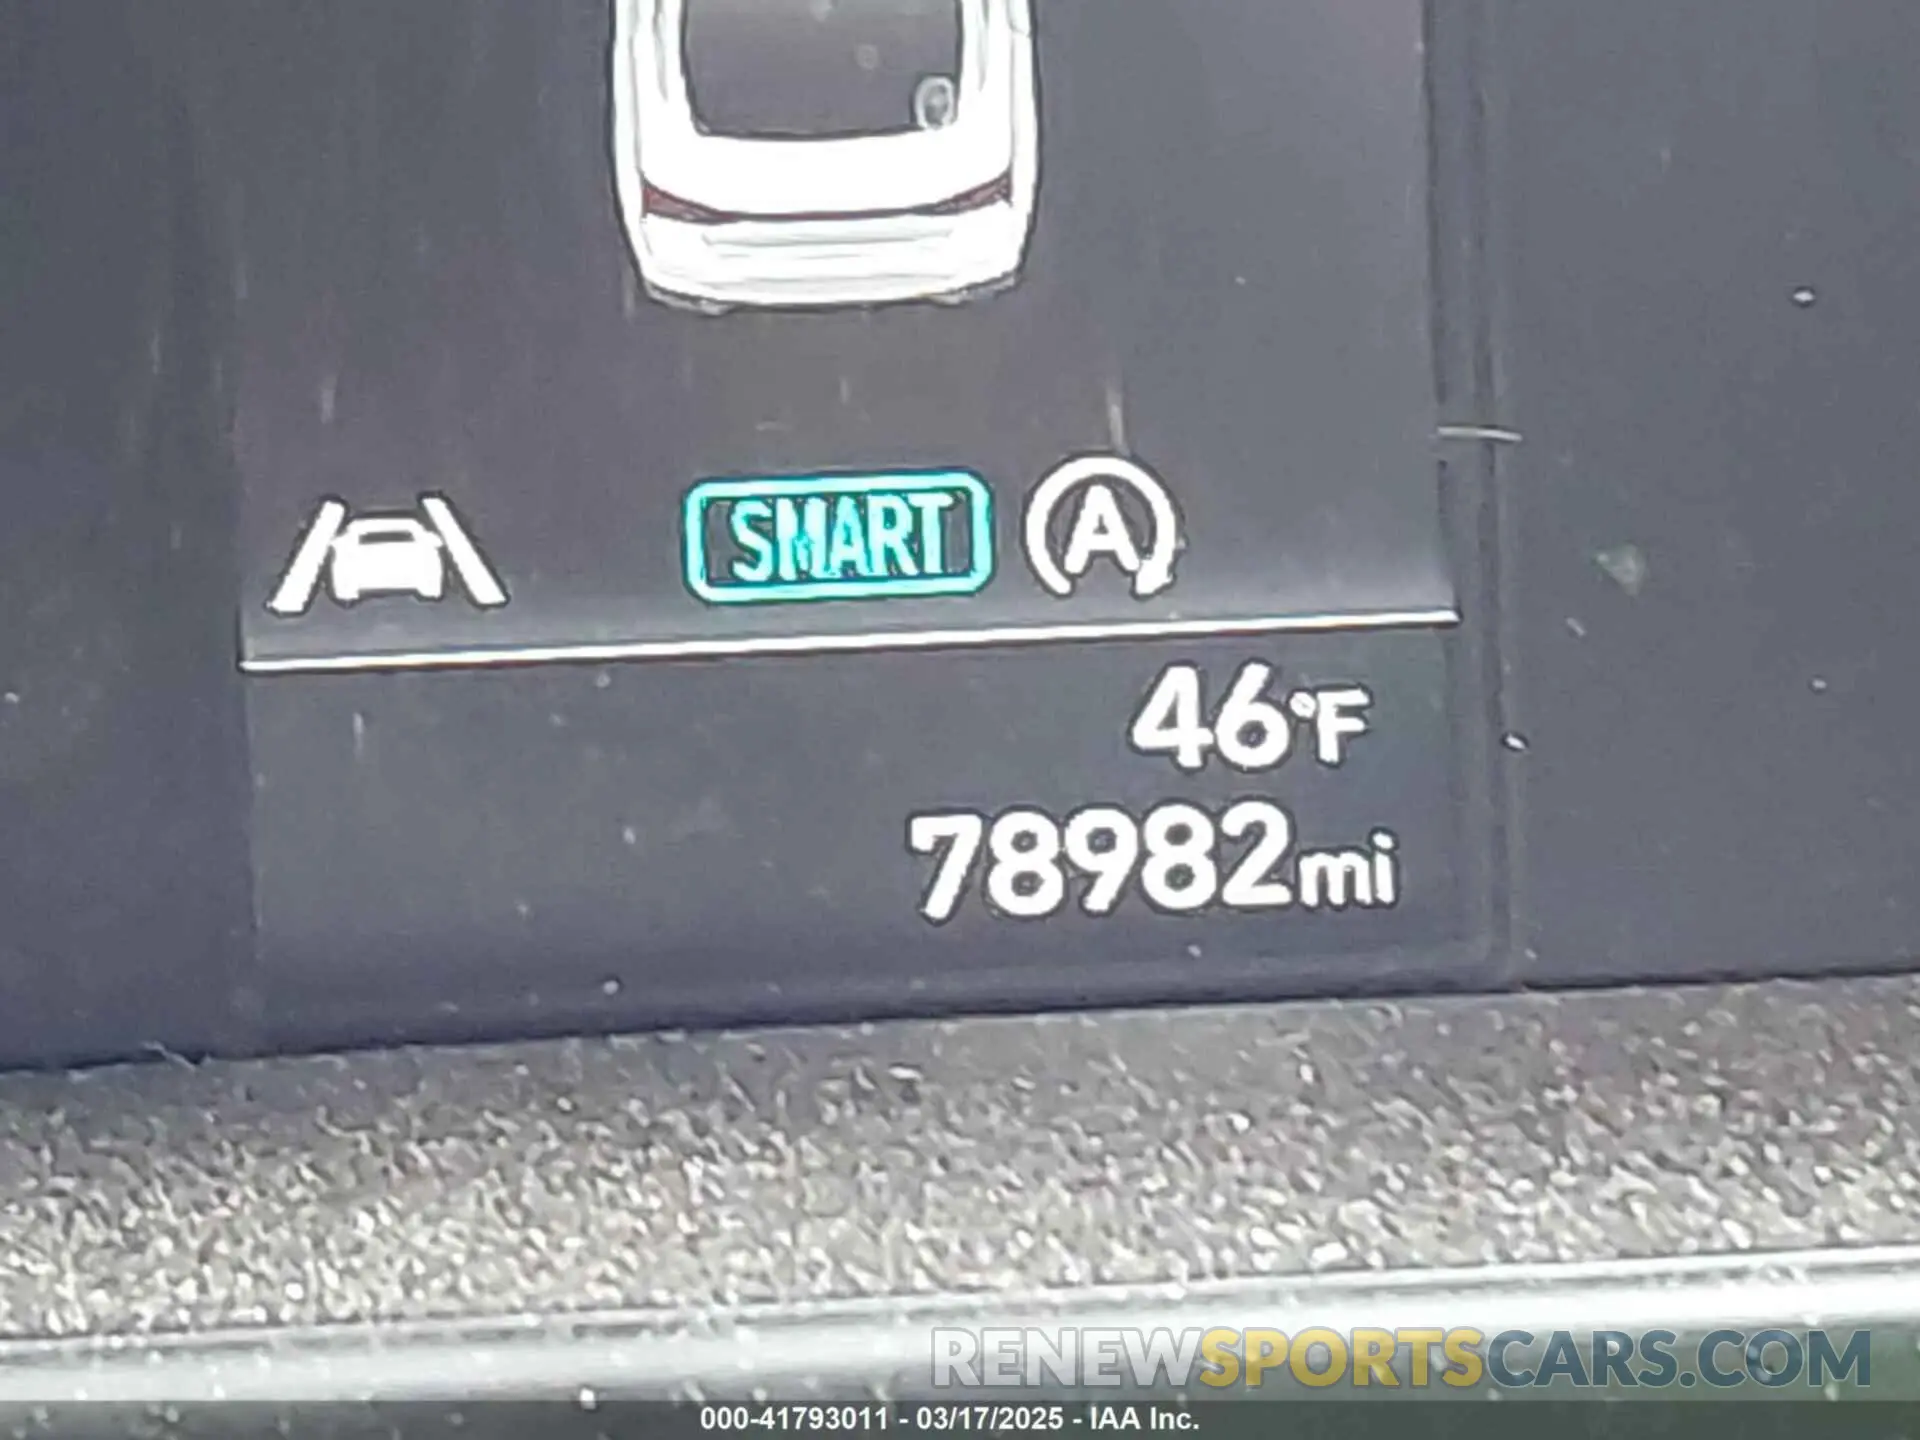 SMART A
46°F
78982mi
RENEWSPORTSCARS.COM
000-41793011 - 03/17/2025 - IAA Inc.